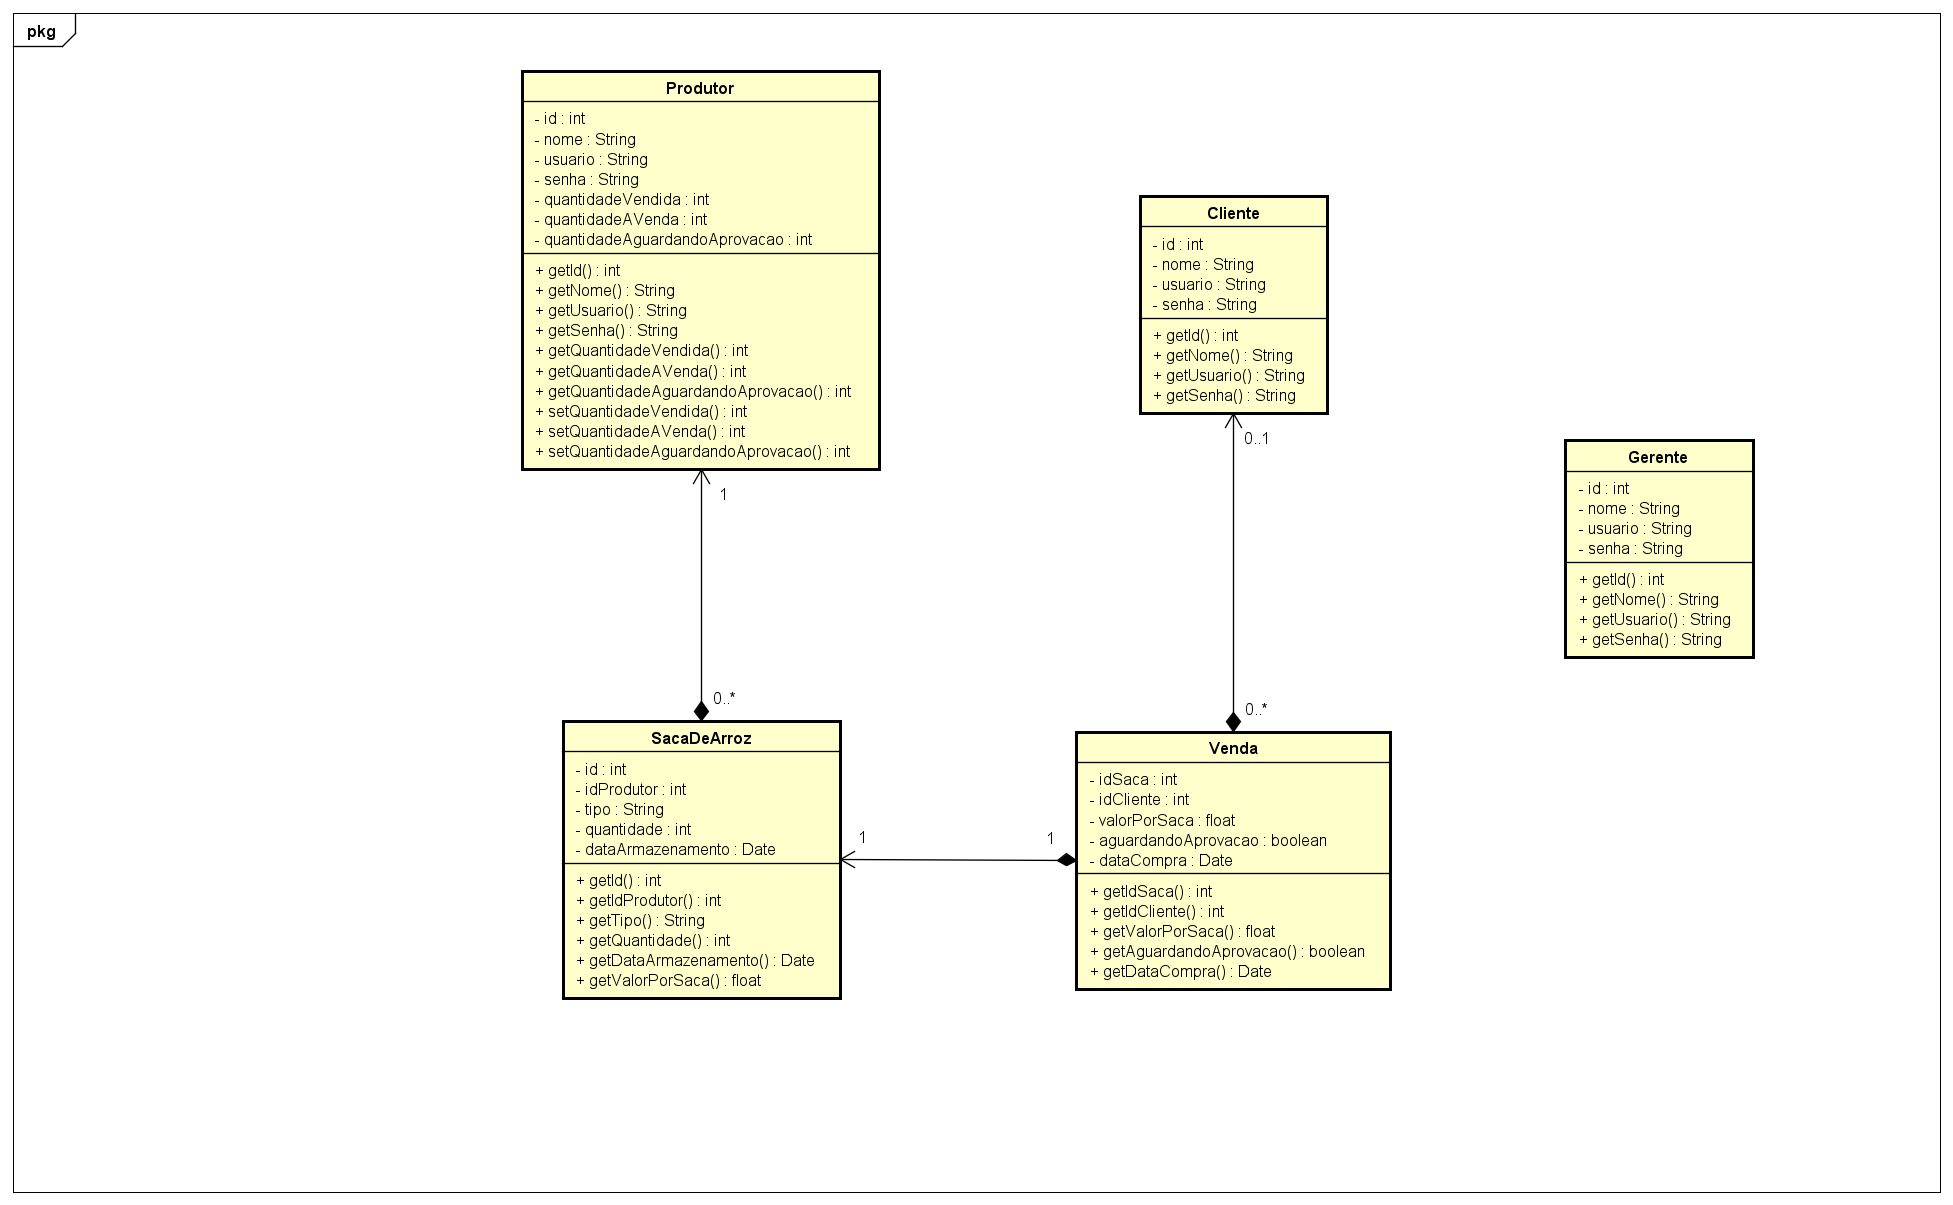 pkg
Produtor
- id : int
- nome : String
- usuario : String
- senha : String
- quantidadeVendida : int
- quantidadeAVenda : int
- quantidadeAguardandoAprovacao : int
+ getId() : int
+ getNome() : String
+ getUsuario() : String
+ getSenha() : String
+ getQuantidadeVendida() : int
+ getQuantidadeAVenda() : int
+ getQuantidadeAguardandoAprovacao() : int
+ setQuantidadeVendida() : int
+ setQuantidadeAVenda() : int
+ setQuantidadeAguardandoAprovacao() : int
1
0..*
Cliente
- id : int
- nome : String
- usuario : String
- senha : String
+ getId() : int
+ getNome() : String
+ getUsuario() : String
+ getSenha() : String
0..1
0..*
Gerente
- id : int
- nome : String
- usuario : String
- senha : String
+ getId() : int
+ getNome() : String
+ getUsuario() : String
+ getSenha() : String
SacaDeArroz
- id : int
- idProdutor : int
- tipo : String
- quantidade : int
- dataArmazenamento : Date
+ getId() : int
+ getIdProdutor() : int
+ getTipo() : String
+ getQuantidade() : int
+ getDataArmazenamento() : Date
+ getValorPorSaca() : float
1
1
Venda
- idSaca : int
- idCliente : int
- valorPorSaca : float
- aguardandoAprovacao : boolean
- dataCompra : Date
+ getIdSaca() : int
+ getIdCliente() : int
+ getValorPorSaca() : float
+ getAguardandoAprovacao() : boolean
+ getDataCompra() : Date